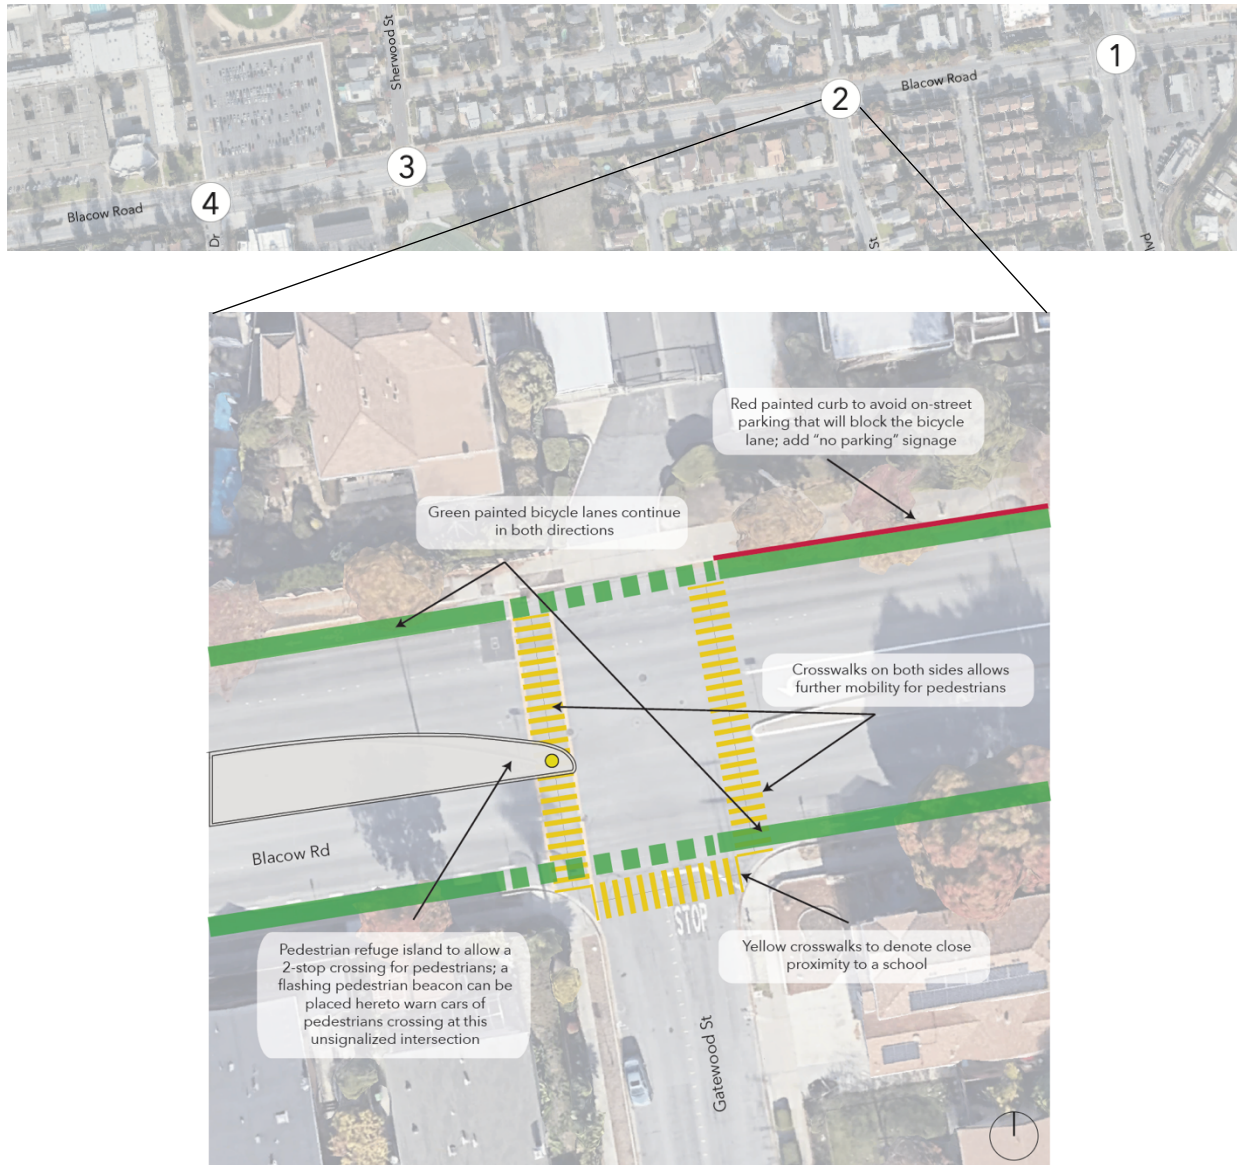 Sherwood St
1
Blacow Road
2
3
4
Blacow Road
Dr
St
lvd
Red painted curb to avoid on-street
parking that will block the bicycle
lane; add “no parking” signage
Green painted bicycle lanes continue
in both directions
Crosswalks on both sides allows
further mobility for pedestrians
Blacow Rd
STOP
Pedestrian refuge island to allow a
2-stop crossing for pedestrians; a
flashing pedestrian beacon can be
placed hereto warn cars of
pedestrians crossing at this
unsignalized intersection
Yellow crosswalks to denote close
proximity to a school
Gatewood St